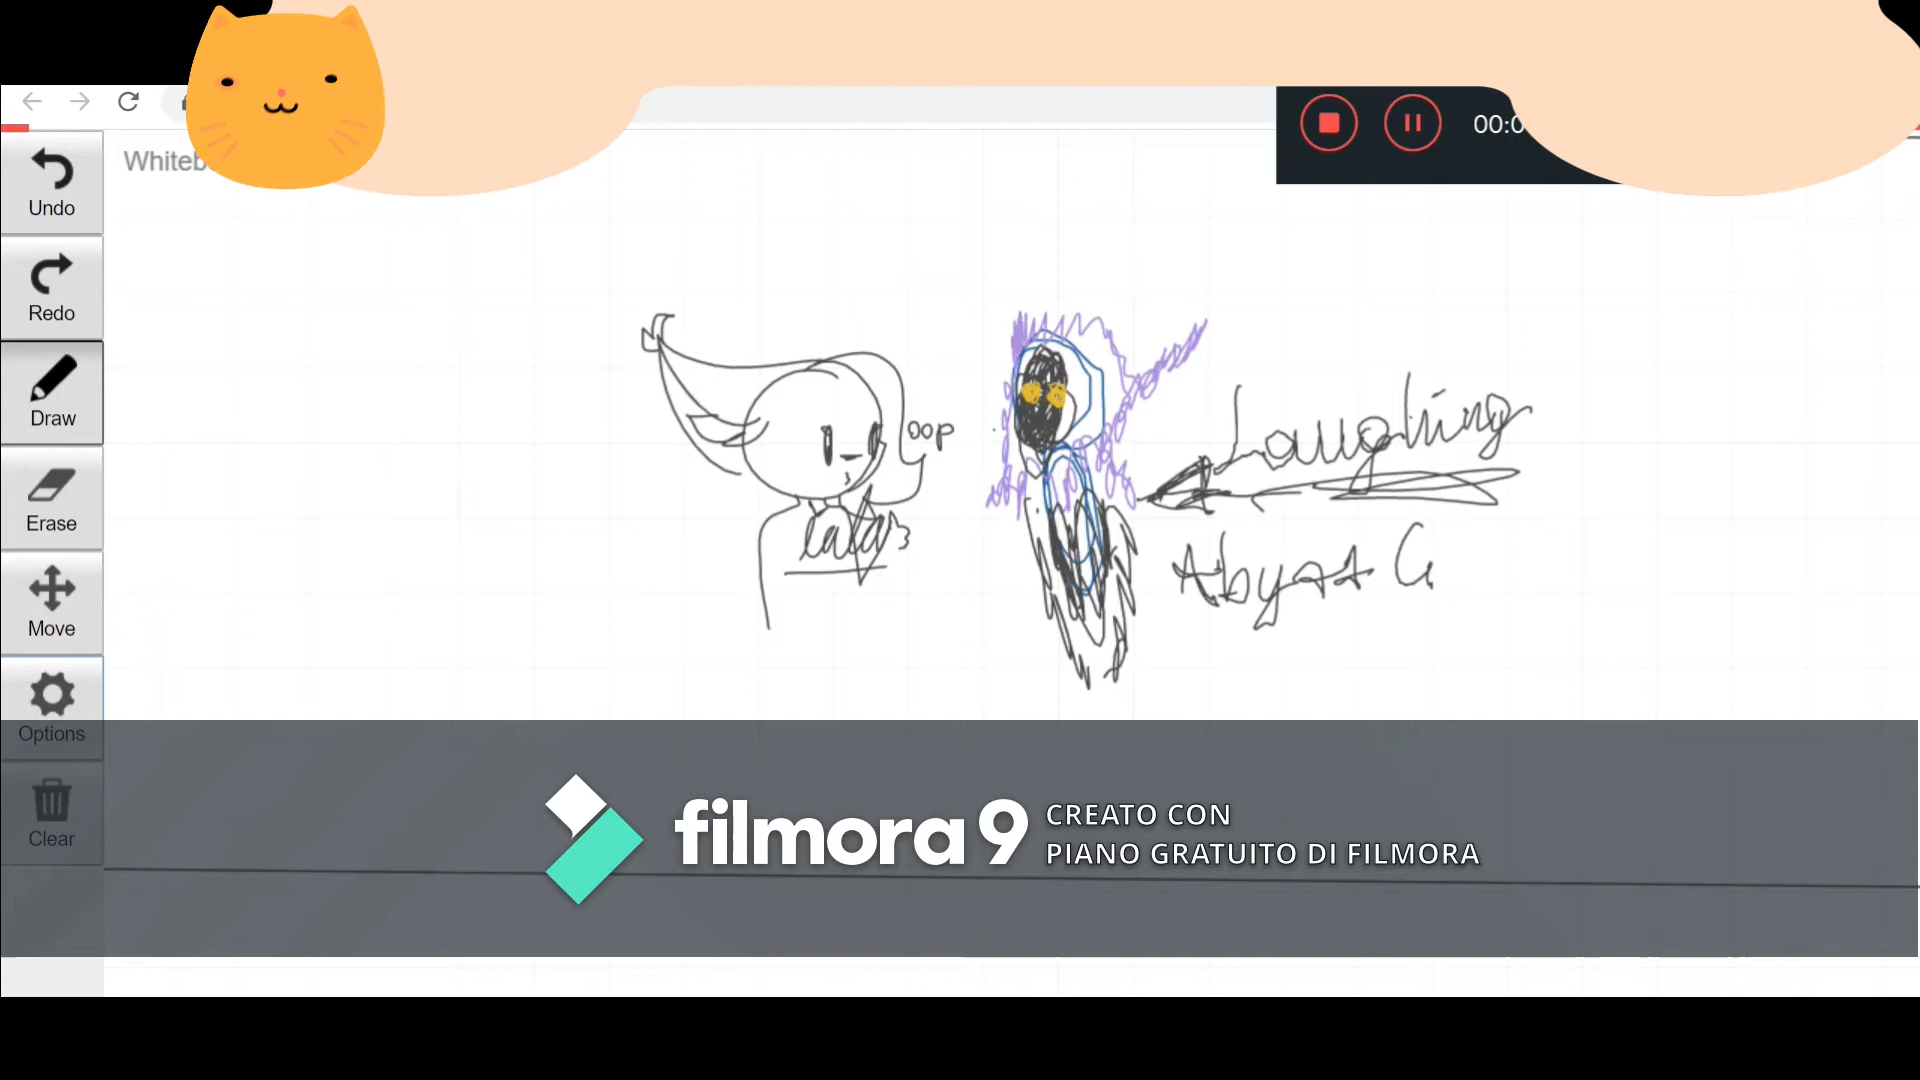 Whiteb
00:0
Undo
Redo
Draw
Erase
Move
Options
Clear
oop
Laughing
filmora 9
CREATO CON
PIANO GRATUITO DI FILMORA